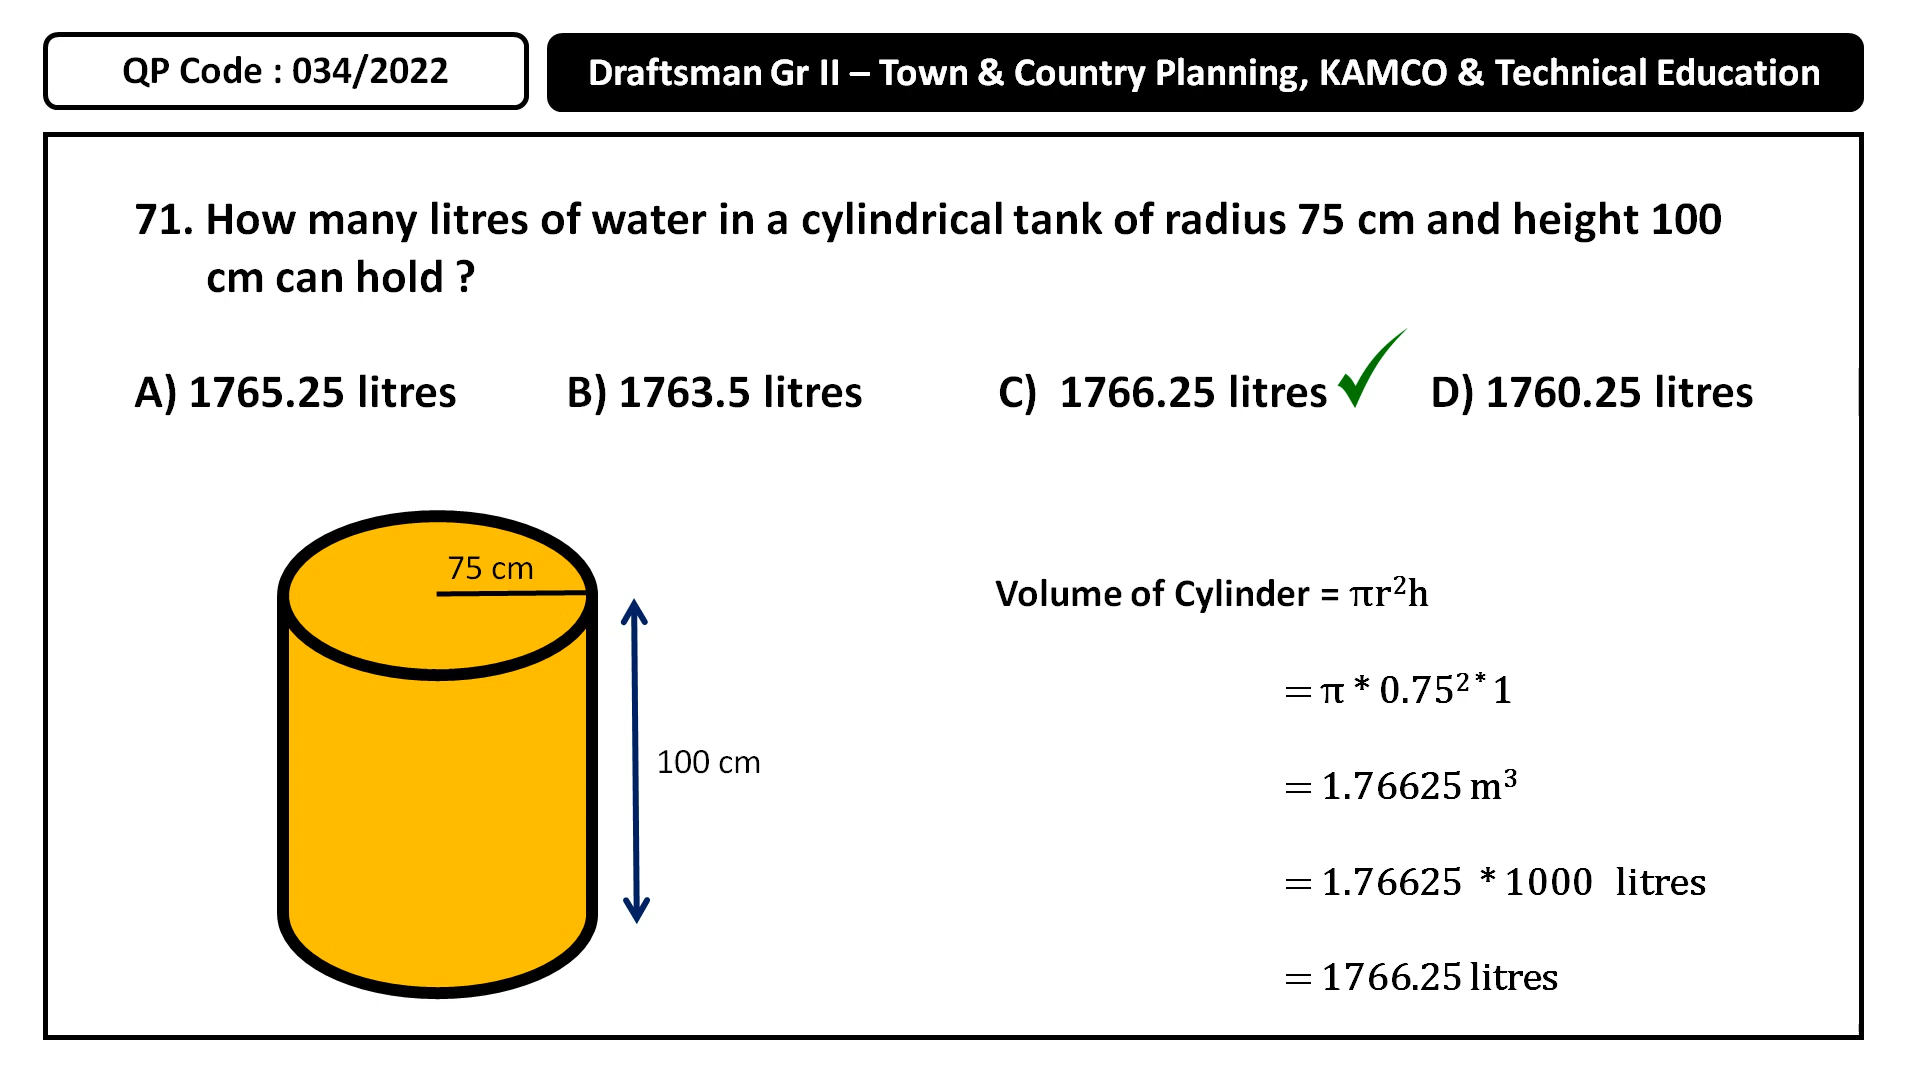 QP Code : 034/2022
Draftsman Gr II – Town & Country Planning, KAMCO & Technical Education
71. How many litres of water in a cylindrical tank of radius 75 cm and height 100
cm can hold ?
A) 1765.25 litres B) 1763.5 litres C) 1766.25 litres D) 1760.25 litres
75 cm
100 cm
Volume of Cylinder = πr²h
= π * 0.75²* 1
= 1.76625 m³
= 1.76625 * 1000 litres
= 1766.25 litres